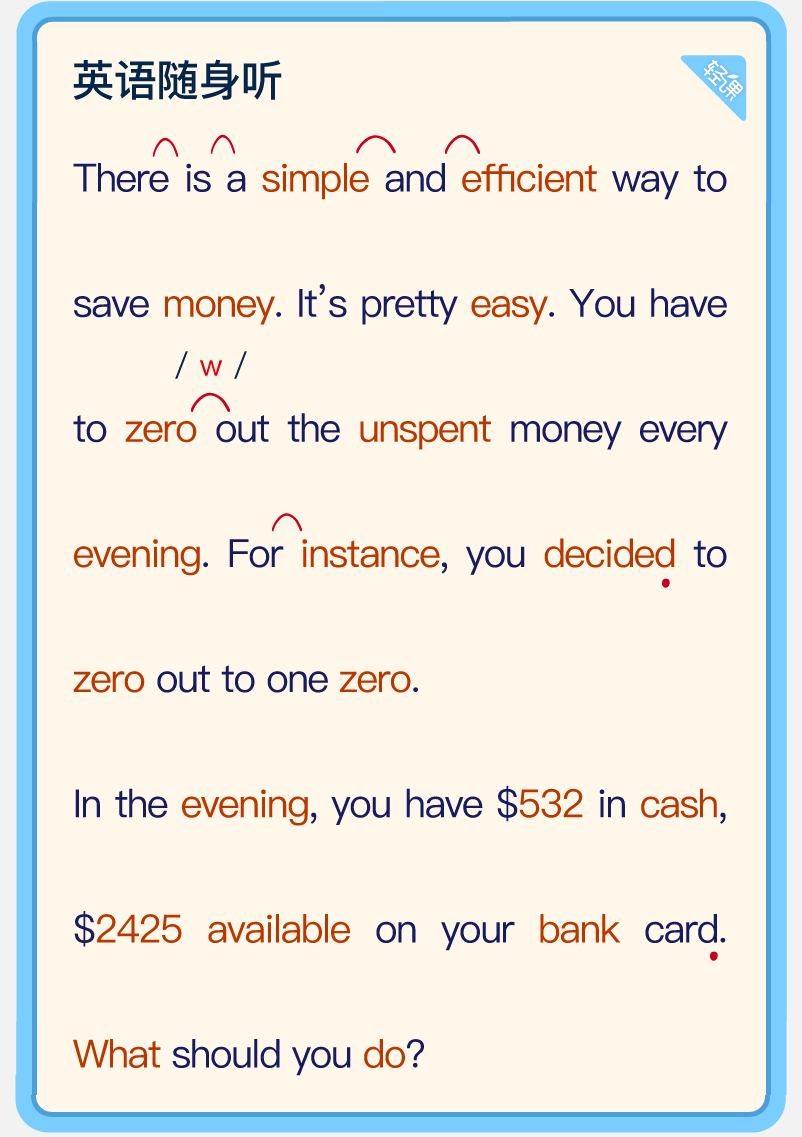 英语随身听
轻课
There is a simple and efficient way to
save money. It's pretty easy. You have
/ w /
to zero out the unspent money every
evening. For instance, you decided to
zero out to one zero.
In the evening, you have $532 in cash,
$2425 available on your bank card.
What should you do?